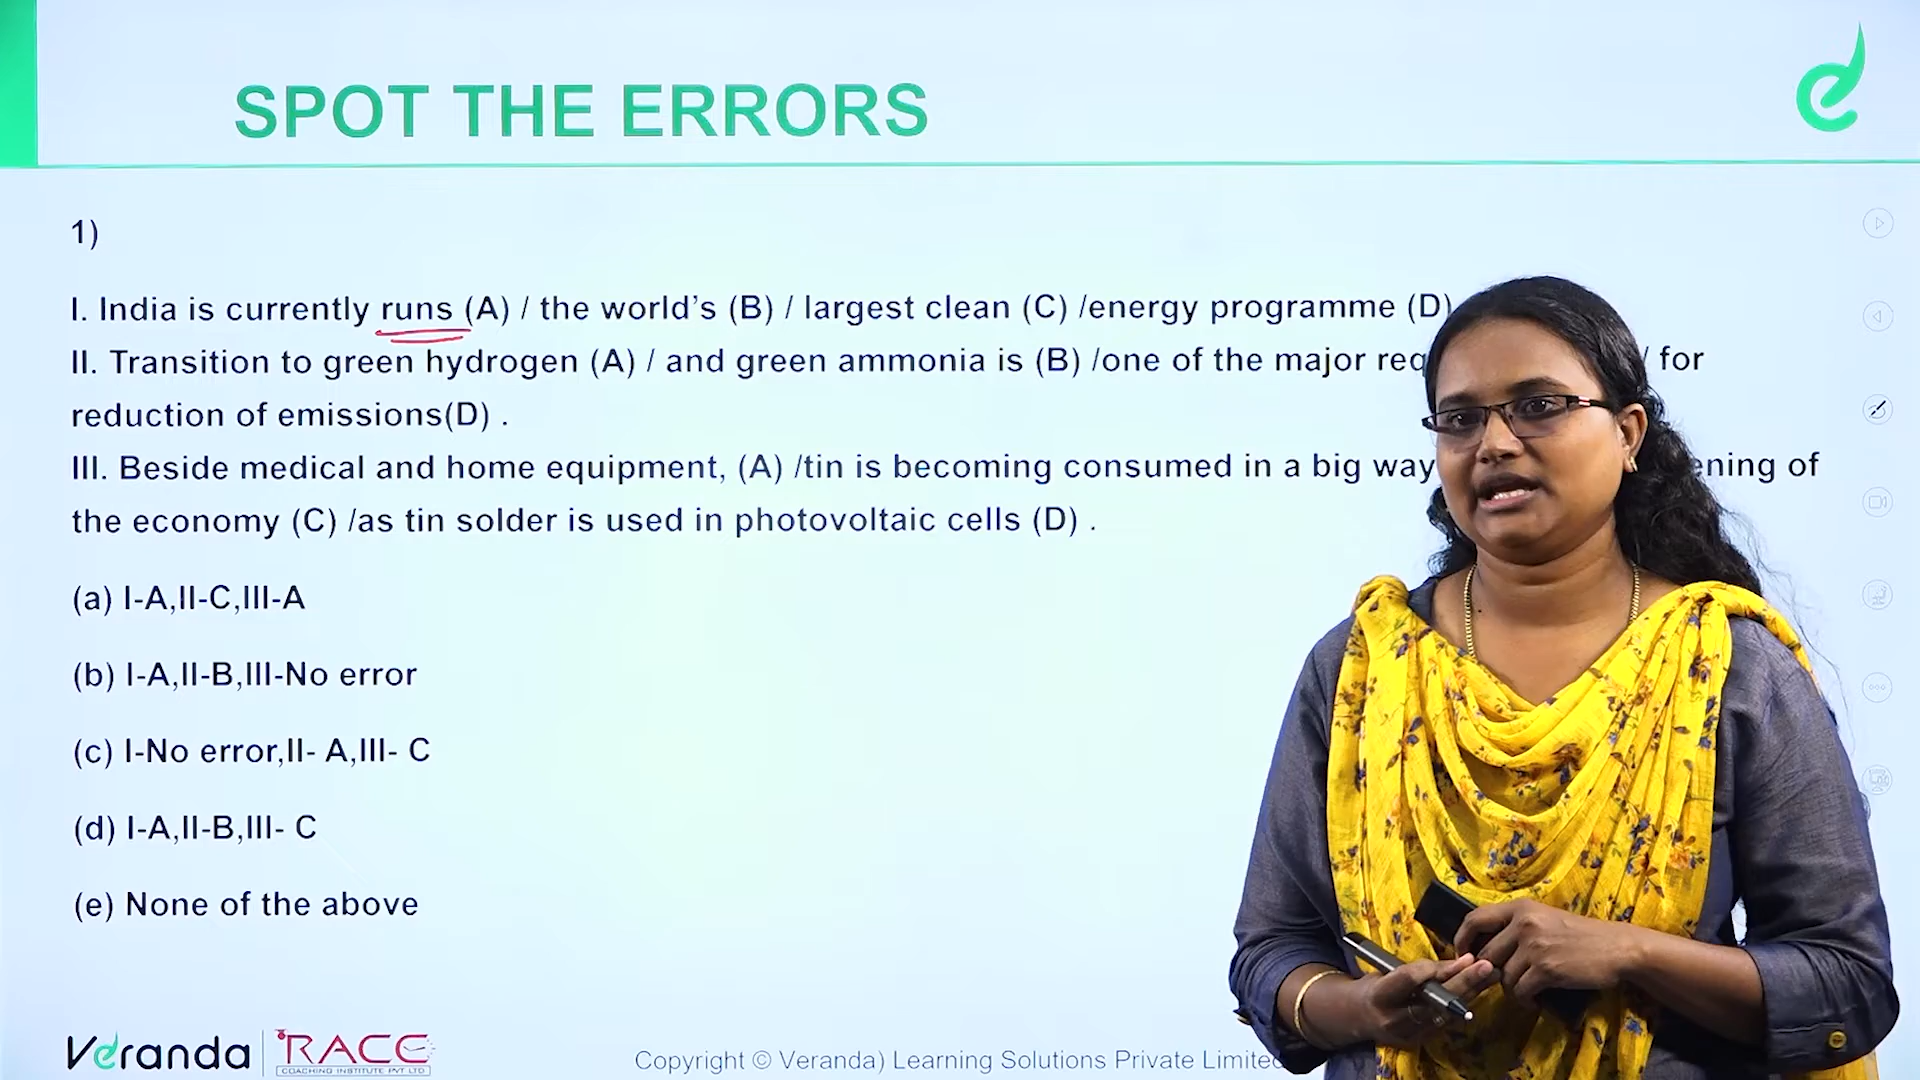 SPOT THE ERRORS
1)
I. India is currently runs (A) / the world's (B) / largest clean (C) /energy programme (D)
II. Transition to green hydrogen (A) / and green ammonia is (B) /one of the major / for
reduction of emissions(D) .
III. Beside medical and home equipment, (A) /tin is becoming consumed in a big way of
the economy (C) /as tin solder is used in photovoltaic cells (D) .
(a) I-A,II-C,III-A
(b) I-A,II-B,III-No error
(c) I-No error,II- A,III- C
(d) I-A,II-B,III- C
(e) None of the above
Veranda RACE
COACHING INSTITUTE PVT LTD
Copyright © Veranda) Learning Solutions Private